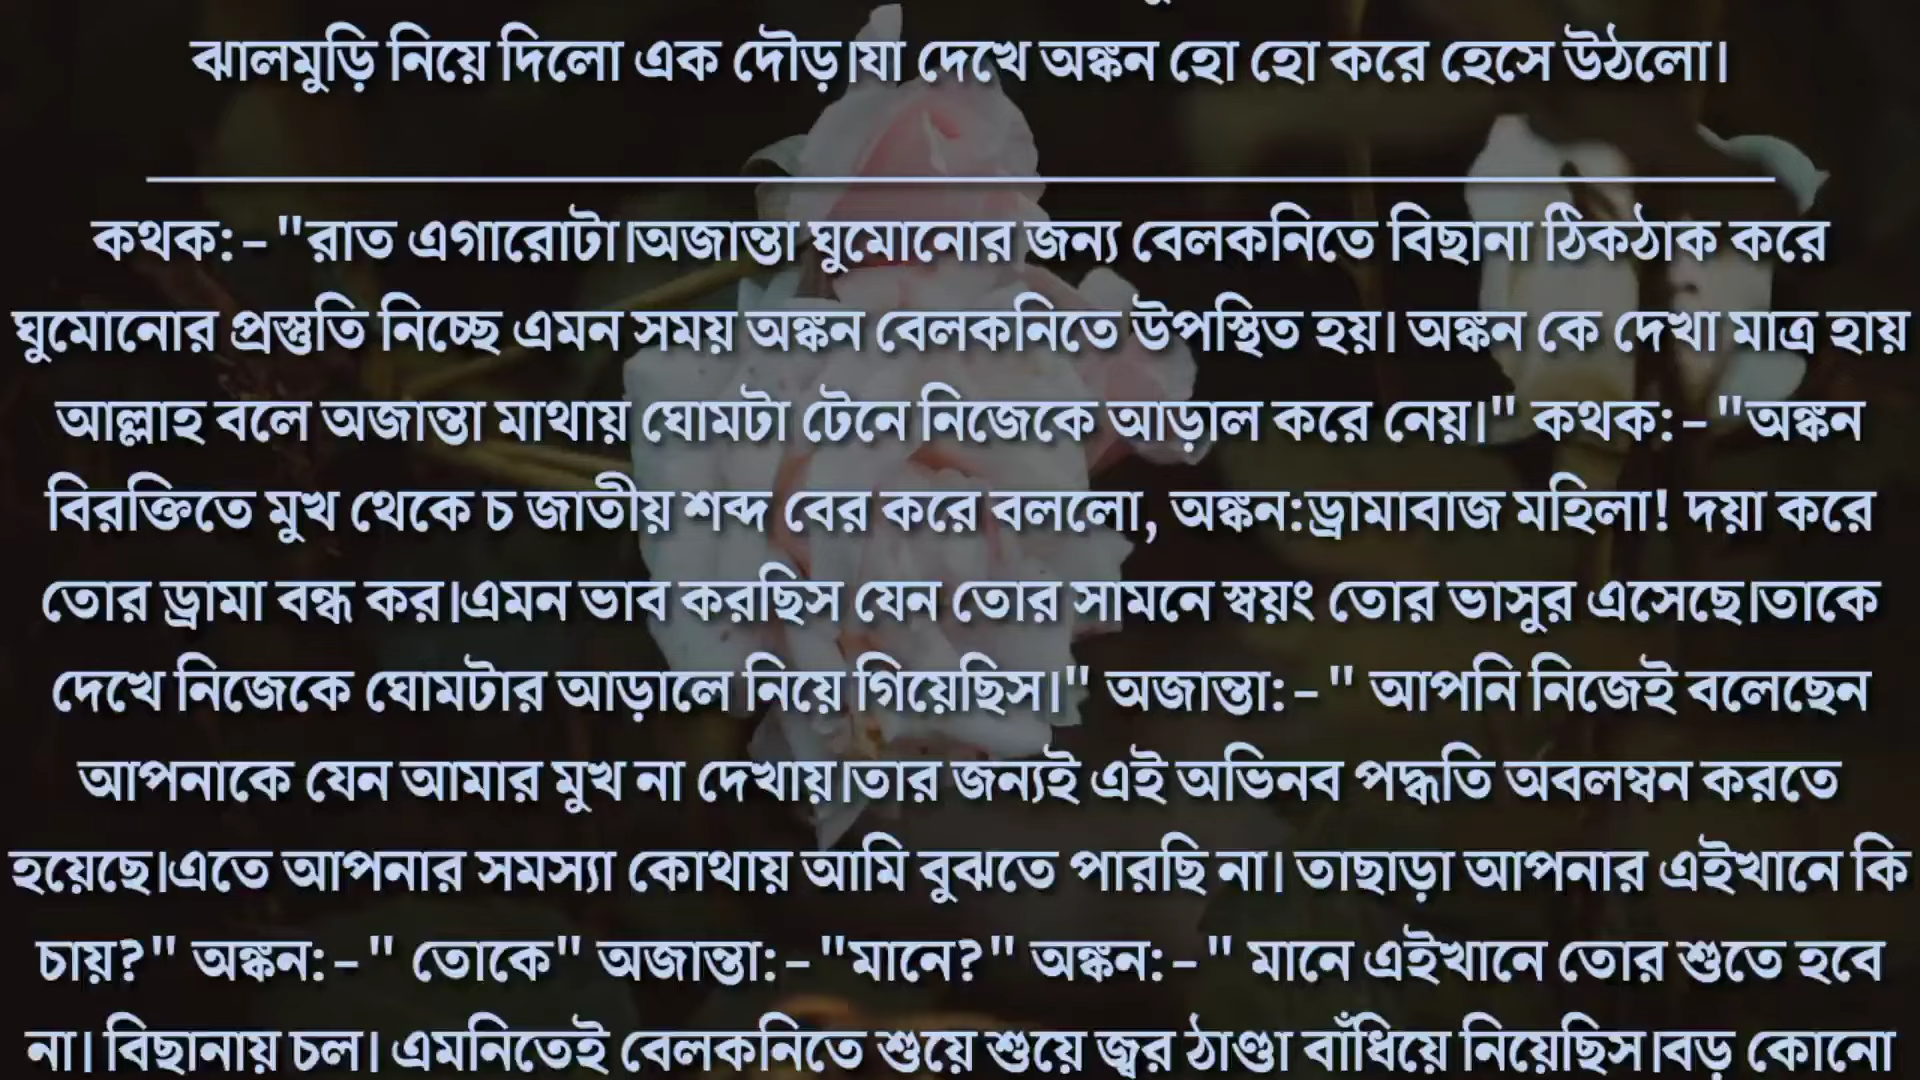 ঝালমুড়ি নিয়ে দিলো এক দৌড়।যা দেখে অঙ্কন হো হো করে হেসে উঠলো।
কথক:-"রাত এগারোটা।অজান্তা ঘুমোনোর জন্য বেলকনিতে বিছানা ঠিকঠাক করে
ঘুমোনোর প্রস্তুতি নিচ্ছে এমন সময় অঙ্কন বেলকনিতে উপস্থিত হয়। অঙ্কন কে দেখা মাত্র হায়
আল্লাহ বলে অজান্তা মাথায় ঘোমটা টেনে নিজেকে আড়াল করে নেয়।" কথক:-"অঙ্কন
বিরক্তিতে মুখ থেকে চ জাতীয় শব্দ বের করে বললো, অঙ্কন:ড্রামাবাজ মহিলা! দয়া করে
তোর ড্রামা বন্ধ কর।এমন ভাব করছিস যেন তোর সামনে স্বয়ং তোর ভাসুর এসেছে।তাকে
দেখে নিজেকে ঘোমটার আড়ালে নিয়ে গিয়েছিস।" অজান্তা:-" আপনি নিজেই বলেছেন
আপনাকে যেন আমার মুখ না দেখায়।তার জন্যই এই অভিনব পদ্ধতি অবলম্বন করতে
হয়েছে।এতে আপনার সমস্যা কোথায় আমি বুঝতে পারছি না। তাছাড়া আপনার এইখানে কি
চায়?" অঙ্কন:-" তোকে" অজান্তা:-"মানে?" অঙ্কন:-" মানে এইখানে তোর শুতে হবে
না। বিছানায় চল। এমনিতেই বেলকনিতে শুয়ে শুয়ে জ্বর ঠাণ্ডা বাঁধিয়ে নিয়েছিস।বড় কোনো